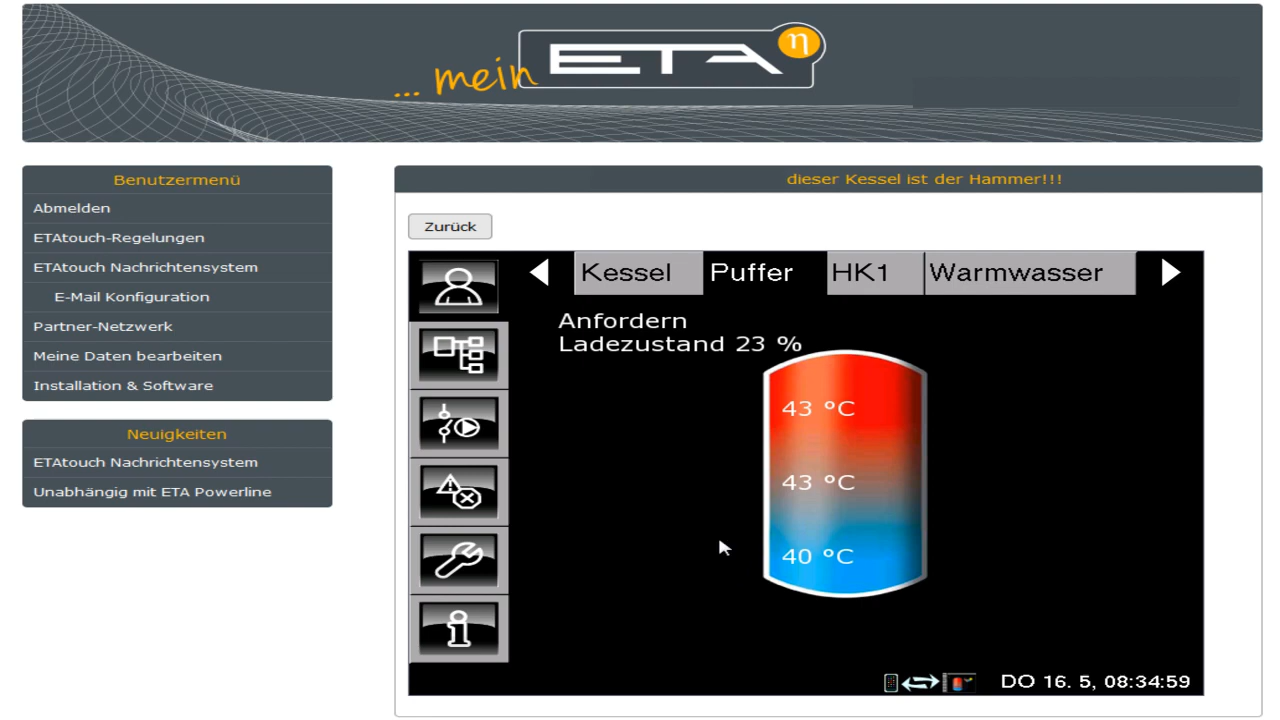 ... mein ETA η
Benutzermenü
Abmelden
ETAtouch-Regelungen
ETAtouch Nachrichtensystem
E-Mail Konfiguration
Partner-Netzwerk
Meine Daten bearbeiten
Installation & Software
Neuigkeiten
ETAtouch Nachrichtensystem
Unabhängig mit ETA Powerline
dieser Kessel ist der Hammer!!!
Zurück
Kessel Puffer HK1 Warmwasser
Anfordern
Ladezustand 23 %
43 °C
43 °C
40 °C
DO 16. 5, 08:34:59